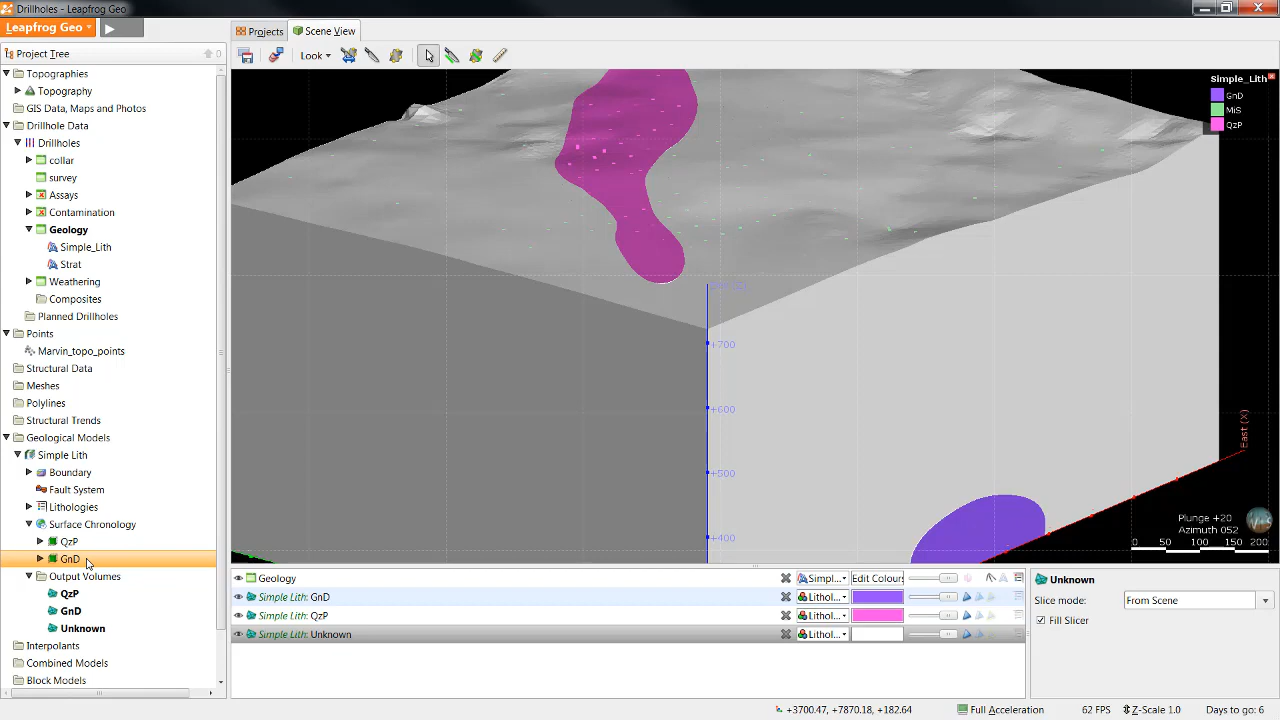 Drillholes - Leapfrog Geo
Leapfrog Geo
Projects
Scene View
Project Tree
0
Look
Topographies
Topography
GIS Data, Maps and Photos
Drillhole Data
Drillholes
collar
survey
Assays
Contamination
Geology
Simple_Lith
Strat
Weathering
Composites
Planned Drillholes
Points
Marvin_topo_points
Structural Data
Meshes
Polylines
Structural Trends
Geological Models
Simple Lith
Boundary
Fault System
Lithologies
Surface Chronology
QzP
GnD
Output Volumes
QzP
GnD
Unknown
Interpolants
Combined Models
Block Models
Simple_Lith
GnD
MiS
QzP
+700
+600
+500
+400
East (X)
Plunge +20
Azimuth 052
0 50 100 150 200
Geology
Simpl...
Edit Colours
Simple Lith: GnD
Lithol...
Simple Lith: QzP
Lithol...
Simple Lith: Unknown
Lithol...
Unknown
Slice mode:
From Scene
Fill Slicer
+3700.47, +7870.18, +182.64
Full Acceleration
62 FPS
Z-Scale 1.0
Days to go: 6